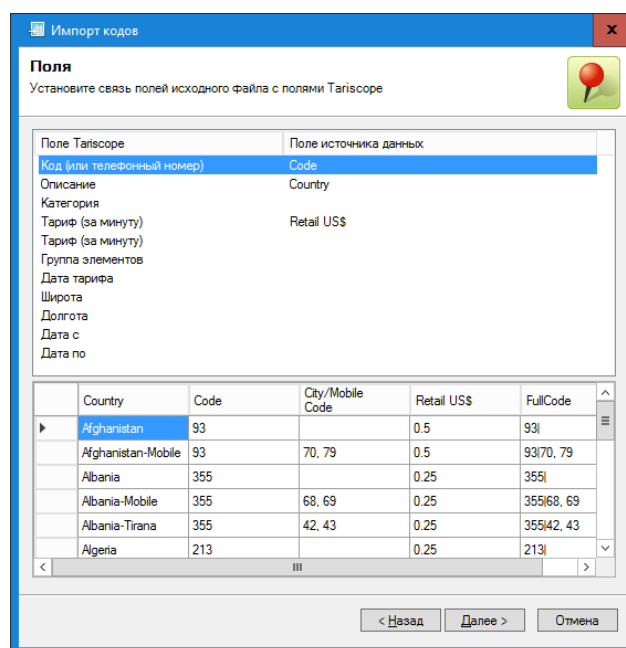 Импорт кодов
x
Поля
Установите связь полей исходного файла с полями Tariscope
Поле Tariscope Поле источника данных
Код (или телефонный номер) Code
Описание Country
Категория
Тариф (за минуту) Retail US$
Тариф (за минуту)
Группа элементов
Дата тарифа
Широта
Долгота
Дата с
Дата по
Country Code City/Mobile Code Retail US$ FullCode
Afghanistan 93 0.5 93|
Afghanistan-Mobile 93 70, 79 0.5 93|70, 79
Albania 355 0.25 355|
Albania-Mobile 355 68, 69 0.25 355|68, 69
Albania-Tirana 355 42, 43 0.25 355|42, 43
Algeria 213 0.25 213|
< Назад Далее > Отмена